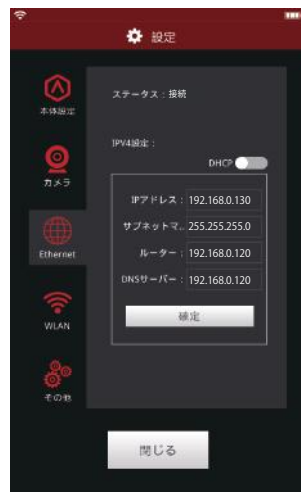 設定
本体設定
カメラ
Ethernet
WLAN
その他
ステータス : 接続
IPV4設定 :
DHCP
IPアドレス : 192.168.0.130
サブネットマ.. 255.255.255.0
ルーター : 192.168.0.120
DNSサーバー : 192.168.0.120
確定
閉じる